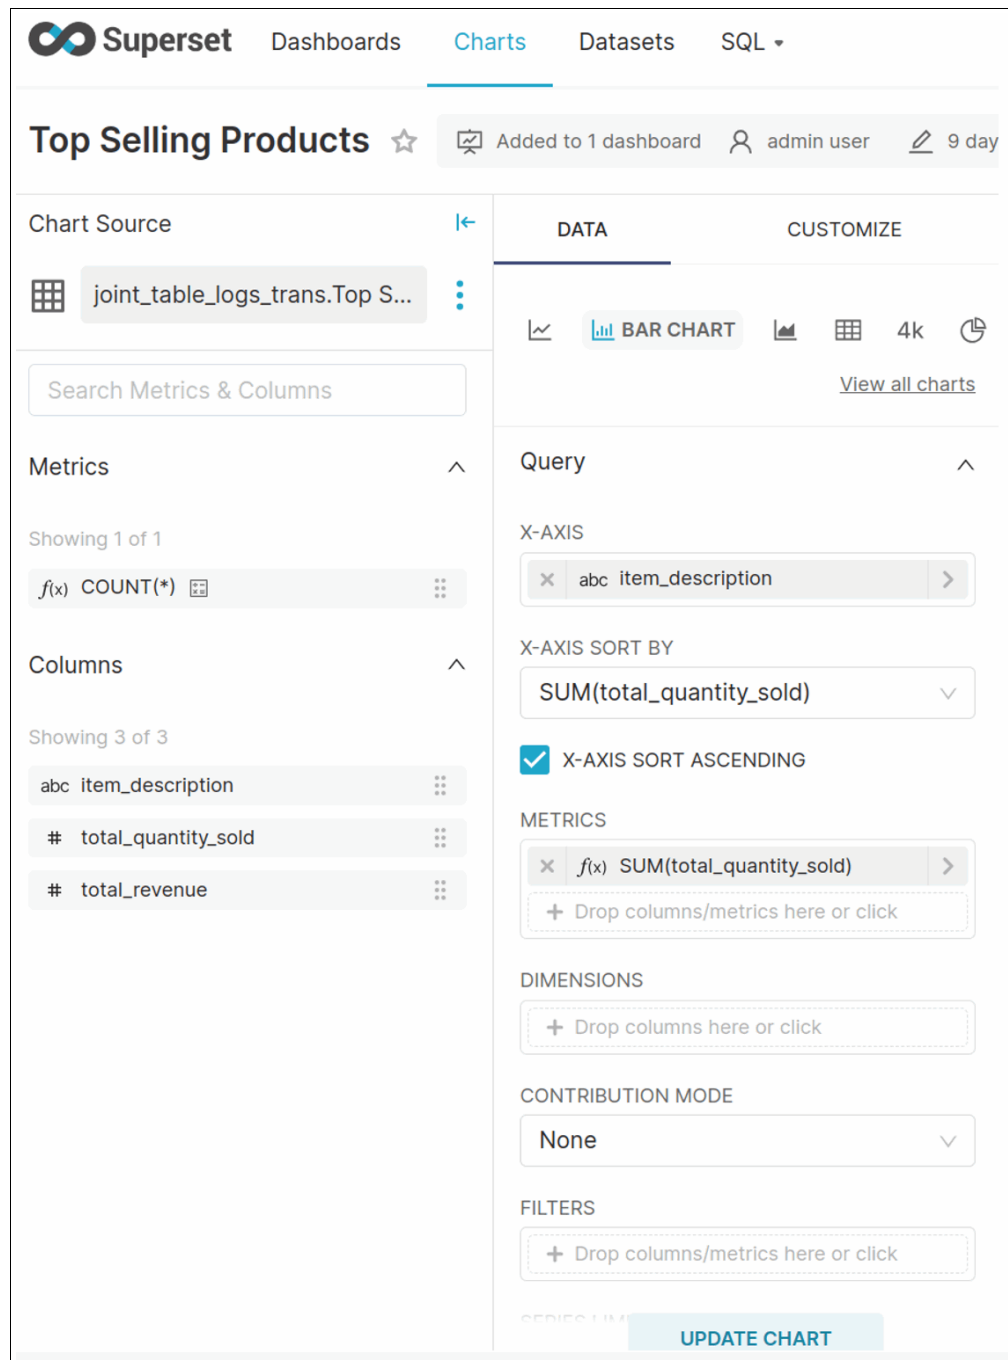 Superset Dashboards Charts Datasets SQL
Top Selling Products Added to 1 dashboard admin user 9 day
Chart Source
joint_table_logs_trans.Top S...
Search Metrics & Columns
Metrics
Showing 1 of 1
f(x) COUNT(*)
Columns
Showing 3 of 3
abc item_description
# total_quantity_sold
# total_revenue
DATA CUSTOMIZE
BAR CHART 4k
View all charts
Query
X-AXIS
abc item_description
X-AXIS SORT BY
SUM(total_quantity_sold)
X-AXIS SORT ASCENDING
METRICS
f(x) SUM(total_quantity_sold)
+ Drop columns/metrics here or click
DIMENSIONS
+ Drop columns here or click
CONTRIBUTION MODE
None
FILTERS
+ Drop columns/metrics here or click
UPDATE CHART